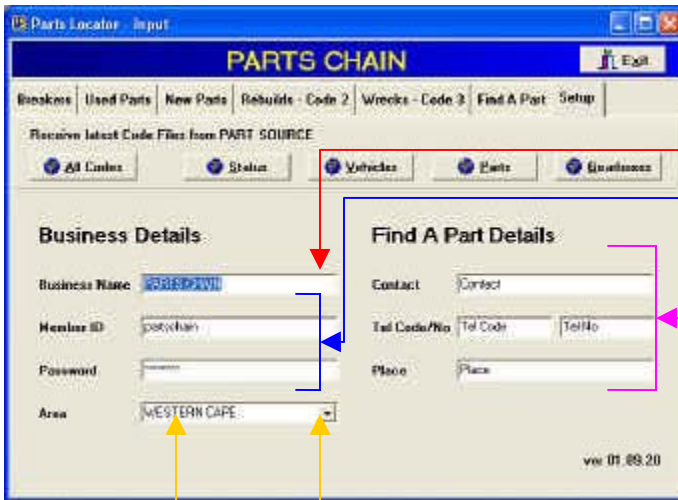 Parts Locator - Input
PARTS CHAIN
Exit
Breakers Used Parts New Parts Rebuilds - Code 2 Wrecks - Code 3 Find A Part Setup
Receive latest Code Files from PART SOURCE
All Codes Status Vehicles Parts Businesses
Business Details Find A Part Details
Business Name PARTS CHAIN Contact Contact
Member ID partschain Tel Code/No Tel Code Tel No
Password ******** Place Place
Area WESTERN CAPE
ver 01.09.20